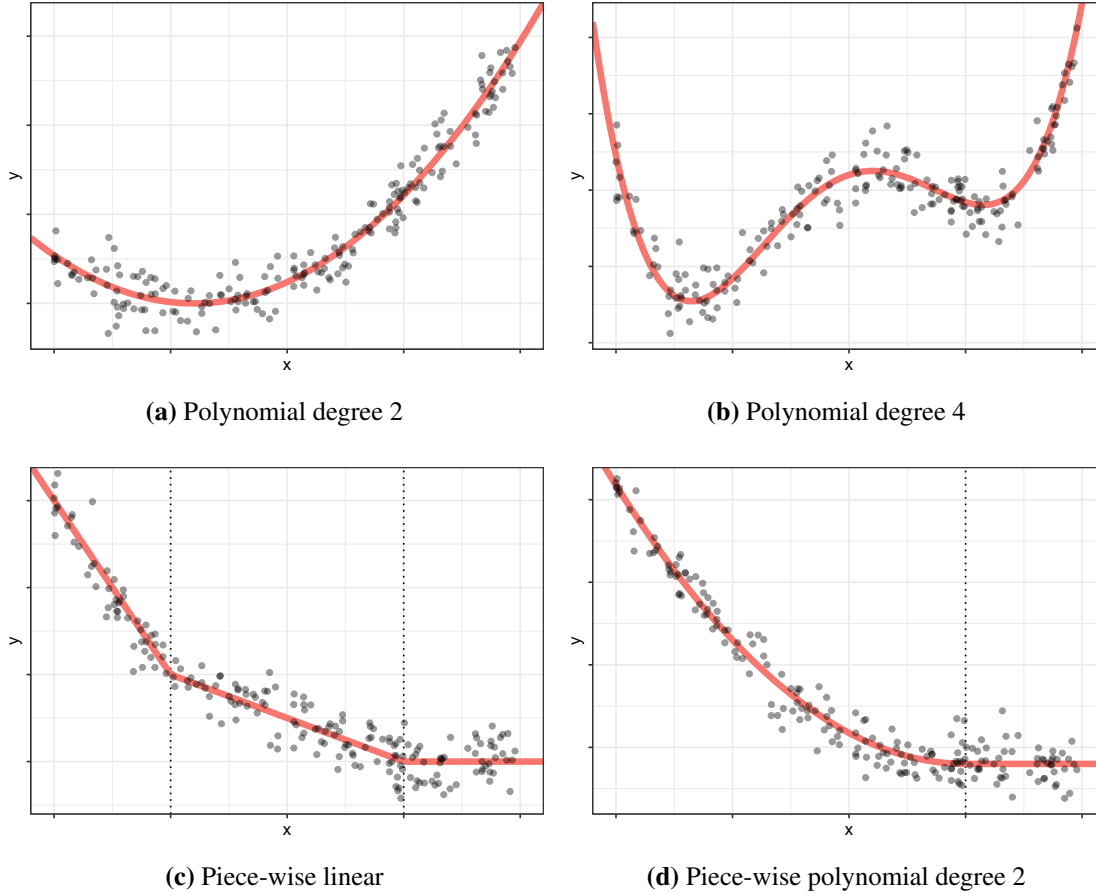 y
y
x
x
(a) Polynomial degree 2
(b) Polynomial degree 4
y
y
x
x
(c) Piece-wise linear
(d) Piece-wise polynomial degree 2